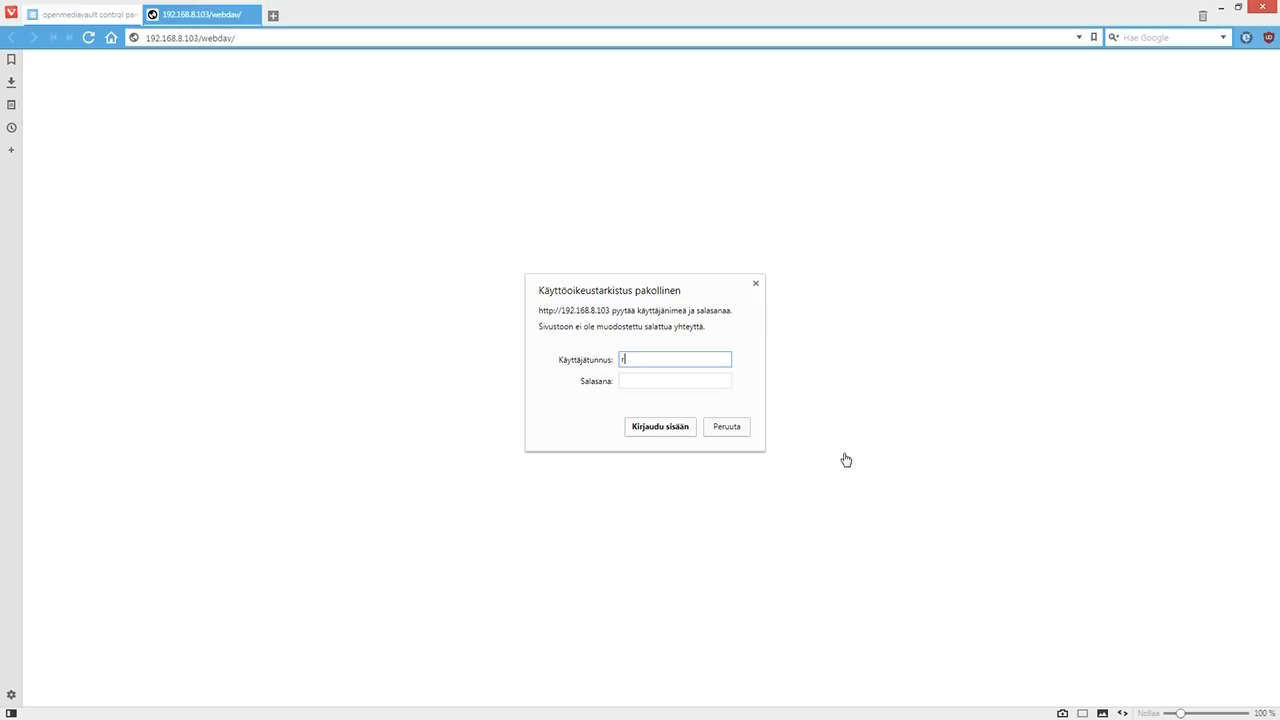 openmediavault control pan
192.168.8.103/webdav/
192.168.8.103/webdav/
Hae Google
Käyttöoikeustarkistus pakollinen
http://192.168.8.103 pyytää käyttäjänimeä ja salasanaa.
Sivustoon ei ole muodostettu salattua yhteyttä.
Käyttäjätunnus:
r
Salasana:
Kirjaudu sisään
Peruuta
Nollaa
100 %